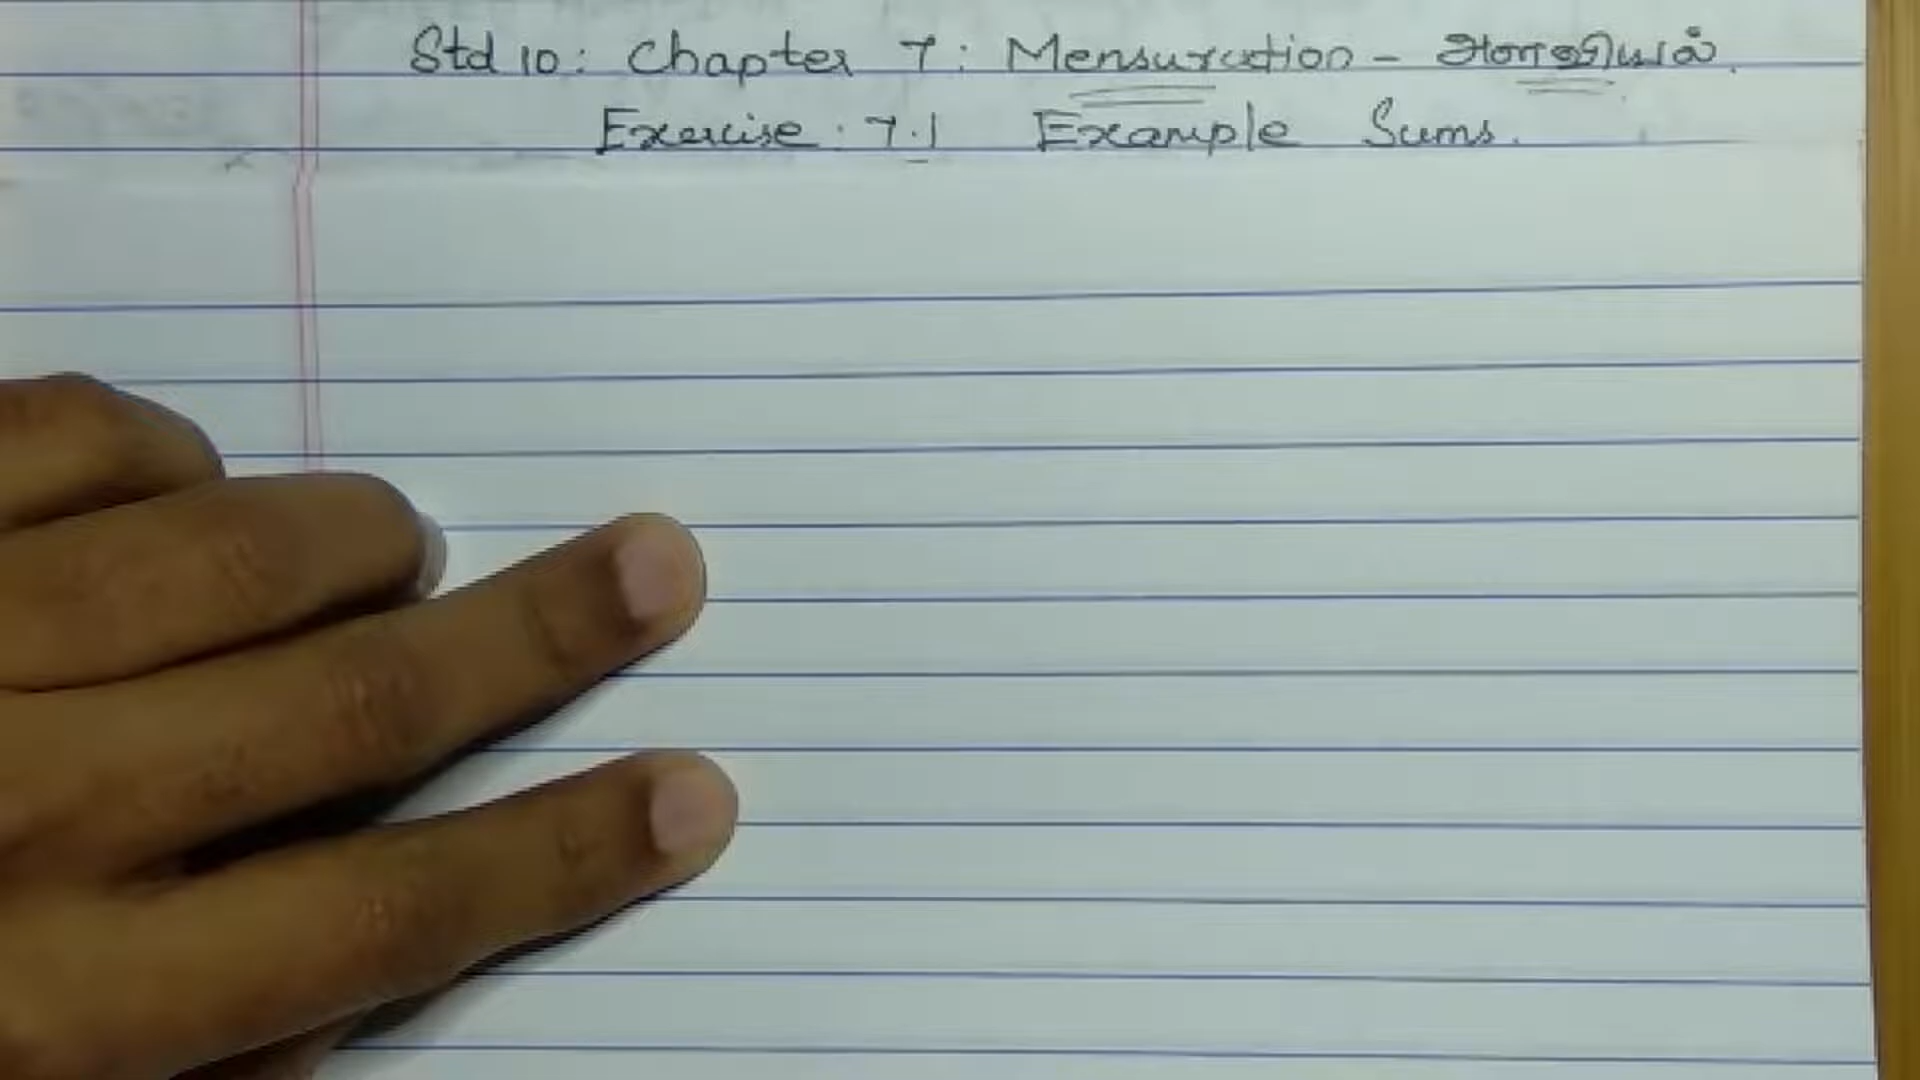 Std 10: Chapter 7: Mensuration - அளவியல்.
Exercise: 7.1 Example Sums.